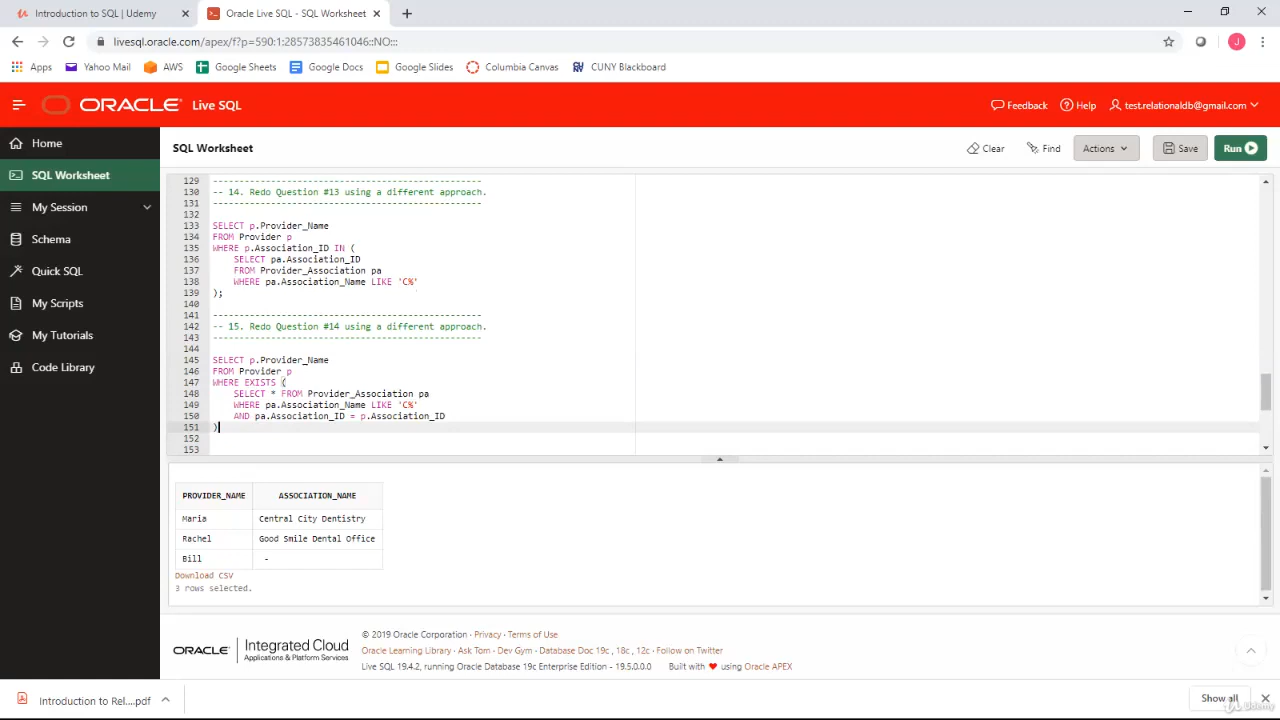 Introduction to SQL | Udemy
Oracle Live SQL - SQL Worksheet
livesql.oracle.com/apex/f?p=590:1:28573835461046::NO:::
J
Apps
Yahoo Mail
AWS
Google Sheets
Google Docs
Google Slides
Columbia Canvas
CUNY Blackboard
ORACLE Live SQL
Feedback
Help
test.relationaldb@gmail.com
Home
SQL Worksheet
My Session
Schema
Quick SQL
My Scripts
My Tutorials
Code Library
SQL Worksheet
Clear
Find
Actions
Save
Run
129 ---------------------------------------------------
130 -- 14. Redo Question #13 using a different approach.
131 ---------------------------------------------------
132
133 SELECT p.Provider_Name
134 FROM Provider p
135 WHERE p.Association_ID IN (
136 SELECT pa.Association_ID
137 FROM Provider_Association pa
138 WHERE pa.Association_Name LIKE 'C%'
139 );
140
141 ---------------------------------------------------
142 -- 15. Redo Question #14 using a different approach.
143 ---------------------------------------------------
144
145 SELECT p.Provider_Name
146 FROM Provider p
147 WHERE EXISTS (
148 SELECT * FROM Provider_Association pa
149 WHERE pa.Association_Name LIKE 'C%'
150 AND pa.Association_ID = p.Association_ID
151 )
152
153
PROVIDER_NAME ASSOCIATION_NAME
Maria Central City Dentistry
Rachel Good Smile Dental Office
Bill -
Download CSV
3 rows selected.
ORACLE
Integrated Cloud
Applications & Platform Services
© 2019 Oracle Corporation · Privacy · Terms of Use
Oracle Learning Library · Ask Tom · Dev Gym · Database Doc 19c , 18c , 12c · Follow on Twitter
Live SQL 19.4.2, running Oracle Database 19c Enterprise Edition - 19.5.0.0.0 Built with ❤ using Oracle APEX
Introduction to Rel....pdf
Show all
Udemy